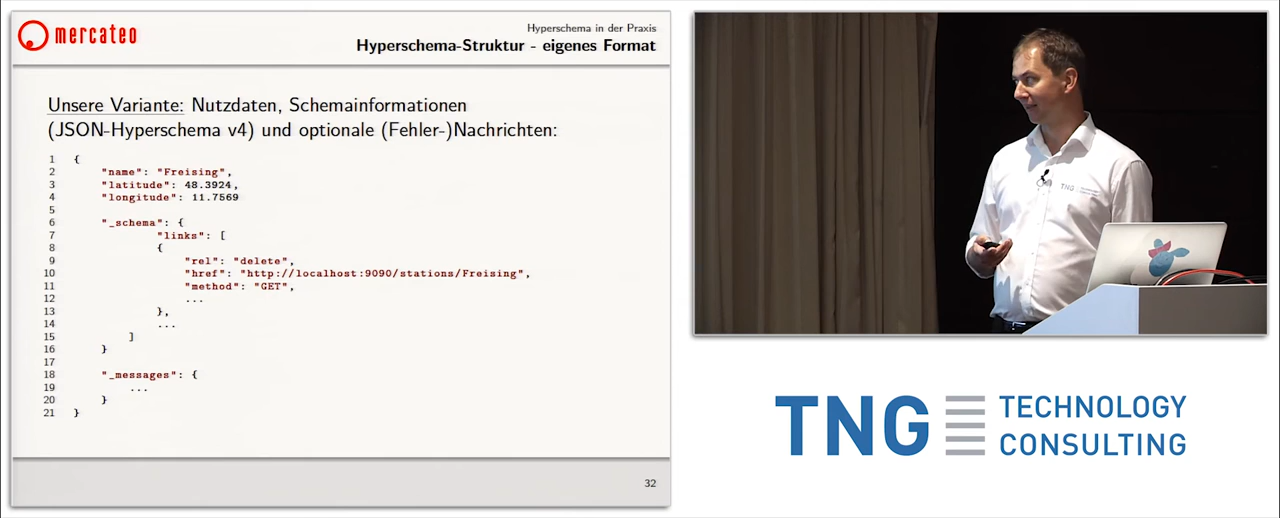 mercateo
Hyperschema in der Praxis
Hyperschema-Struktur - eigenes Format
Unsere Variante: Nutzdaten, Schemainformationen
(JSON-Hyperschema v4) und optionale (Fehler-)Nachrichten:
1 {
2 "name": "Freising",
3 "latitude": 48.3924,
4 "longitude": 11.7569
5
6 "_schema": {
7 "links": [
8 {
9 "rel": "delete",
10 "href": "http://localhost:9090/stations/Freising",
11 "method": "GET",
12 ...
13 },
14 ...
15 ]
16 }
17
18 "_messages": {
19 ...
20 }
21 }
32
TNG
TNG TECHNOLOGY
CONSULTING